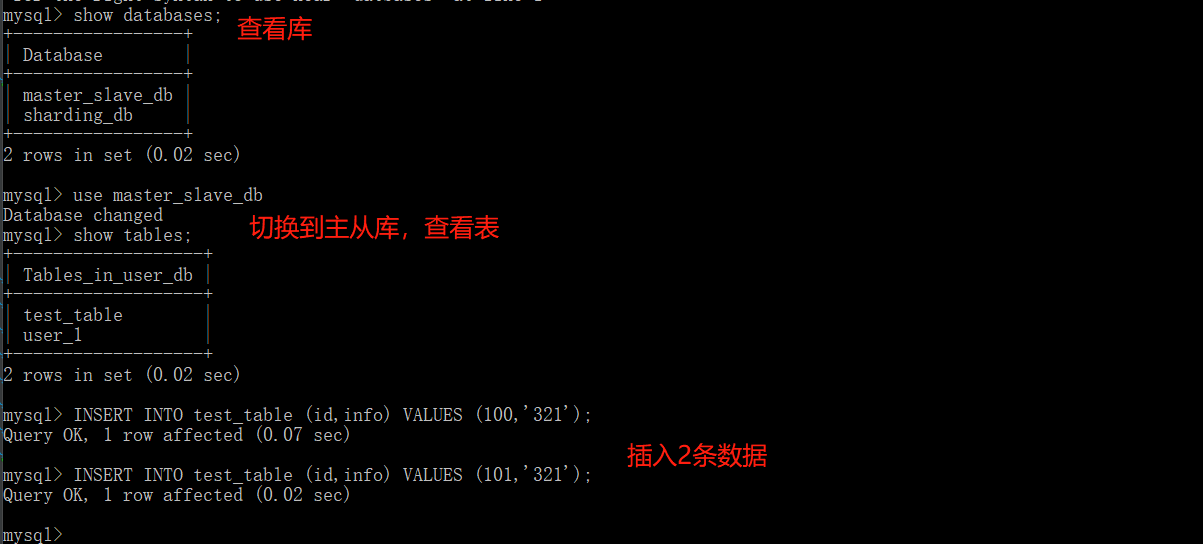 mysql> show databases;
查看库
+-----------------+
| Database        |
+-----------------+
| master_slave_db |
| sharding_db     |
+-----------------+
2 rows in set (0.02 sec)
mysql> use master_slave_db
Database changed
切换到主从库，查看表
mysql> show tables;
+-------------------+
| Tables_in_user_db |
+-------------------+
| test_table        |
| user_1            |
+-------------------+
2 rows in set (0.02 sec)
mysql> INSERT INTO test_table (id,info) VALUES (100,'321');
Query OK, 1 row affected (0.07 sec)
插入2条数据
mysql> INSERT INTO test_table (id,info) VALUES (101,'321');
Query OK, 1 row affected (0.02 sec)
mysql>